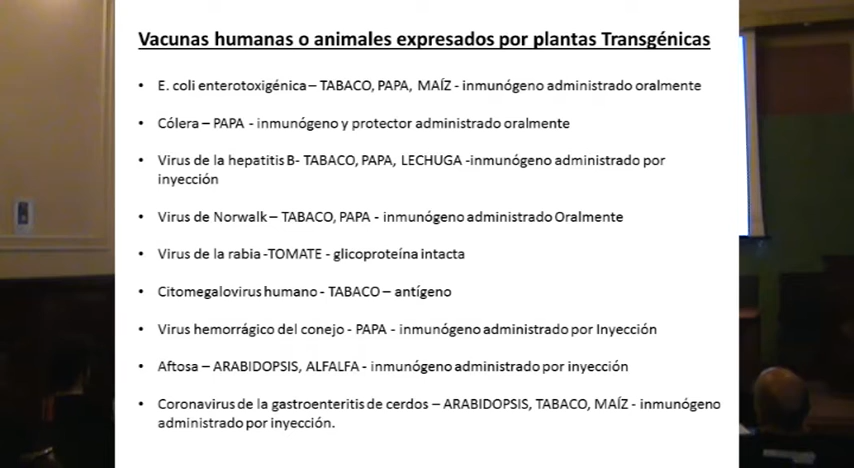 Vacunas humanas o animales expresados por plantas Transgénicas
• E. coli enterotoxigénica – TABACO, PAPA, MAÍZ - inmunógeno administrado oralmente
• Cólera – PAPA - inmunógeno y protector administrado oralmente
• Virus de la hepatitis B- TABACO, PAPA, LECHUGA -inmunógeno administrado por
inyección
• Virus de Norwalk – TABACO, PAPA - inmunógeno administrado Oralmente
• Virus de la rabia -TOMATE - glicoproteína intacta
• Citomegalovirus humano - TABACO – antígeno
• Virus hemorrágico del conejo - PAPA - inmunógeno administrado por Inyección
• Aftosa – ARABIDOPSIS, ALFALFA - inmunógeno administrado por inyección
• Coronavirus de la gastroenteritis de cerdos – ARABIDOPSIS, TABACO, MAÍZ - inmunógeno
administrado por inyección.